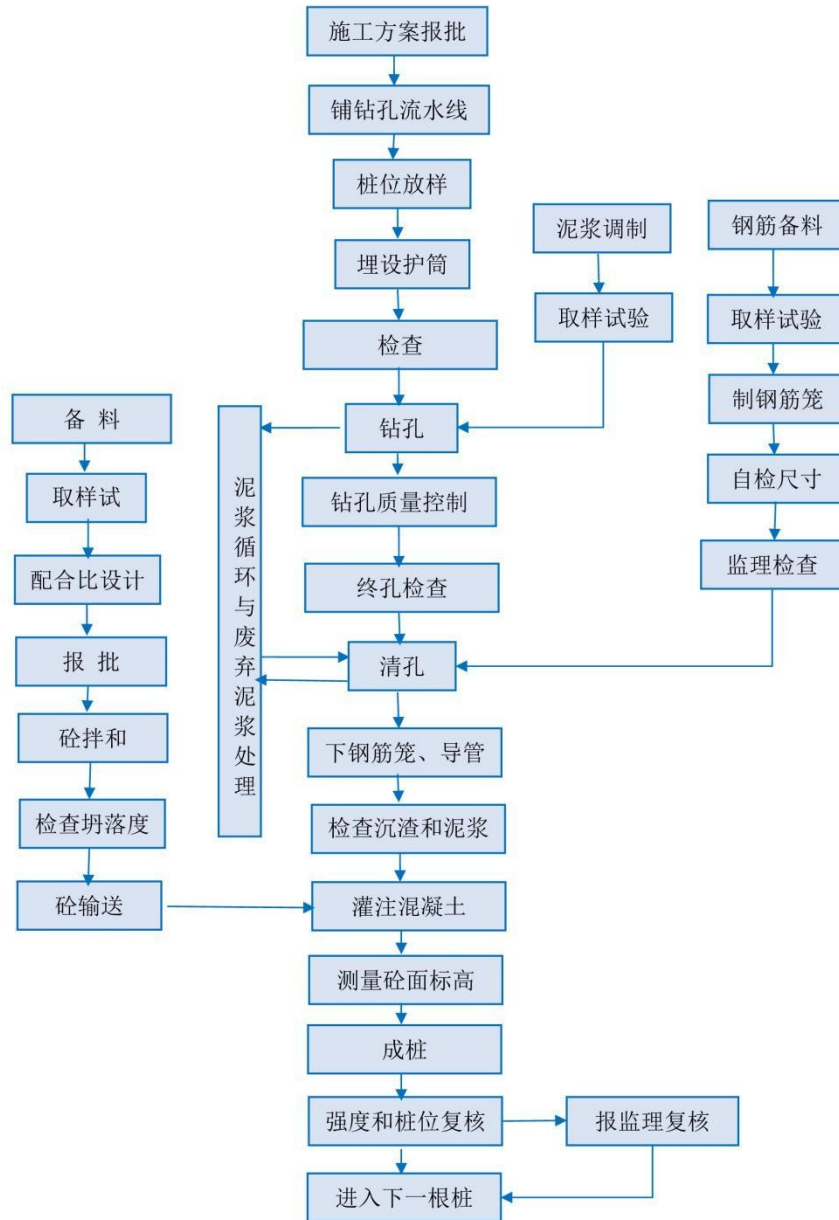 施工方案报批
铺钻孔流水线
桩位放样
埋设护筒
检查
泥浆调制
取样试验
钢筋备料
取样试验
制钢筋笼
自检尺寸
监理检查
钻孔
钻孔质量控制
终孔检查
清孔
泥浆循环与废弃泥浆处理
备 料
取样试
配合比设计
报 批
砼拌和
检查坍落度
砼输送
下钢筋笼、导管
检查沉渣和泥浆
灌注混凝土
测量砼面标高
成桩
强度和桩位复核
报监理复核
进入下一根桩